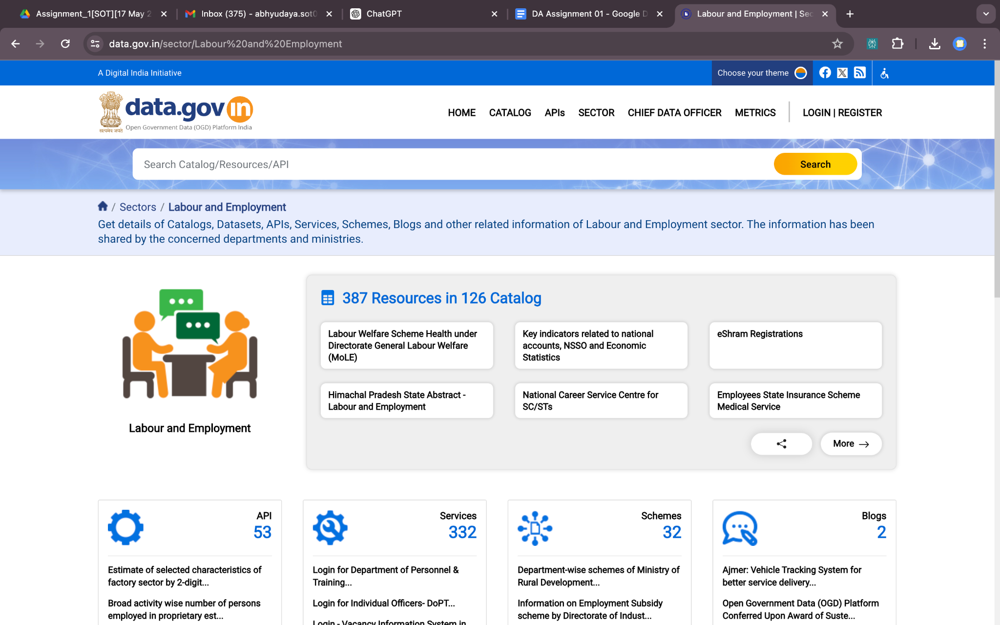 Assignment_1[SOT][17 May 2
Inbox (375) - abhyudaya.sot0
ChatGPT
DA Assignment 01 - Google D
Labour and Employment | Sec
data.gov.in/sector/Labour%20and%20Employment
A Digital India Initiative
Choose your theme
data.gov in
सत्यमेव जयते
Open Government Data (OGD) Platform India
HOME
CATALOG
APIs
SECTOR
CHIEF DATA OFFICER
METRICS
LOGIN | REGISTER
Search Catalog/Resources/API
Search
/ Sectors / Labour and Employment
Get details of Catalogs, Datasets, APIs, Services, Schemes, Blogs and other related information of Labour and Employment sector. The information has been
shared by the concerned departments and ministries.
Labour and Employment
387 Resources in 126 Catalog
Labour Welfare Scheme Health under
Directorate General Labour Welfare
(MoLE)
Key indicators related to national
accounts, NSSO and Economic
Statistics
eShram Registrations
Himachal Pradesh State Abstract -
Labour and Employment
National Career Service Centre for
SC/STs
Employees State Insurance Scheme
Medical Service
More
API
53
Estimate of selected characteristics of
factory sector by 2-digit...
Broad activity wise number of persons
employed in proprietary est...
Services
332
Login for Department of Personnel &
Training...
Login for Individual Officers- DoPT...
Login - Vacancy Information System in
Schemes
32
Department-wise schemes of Ministry of
Rural Development...
Information on Employment Subsidy
scheme by Directorate of Indust...
Blogs
2
Ajmer: Vehicle Tracking System for
better service delivery...
Open Government Data (OGD) Platform
Conferred Upon Award of Suste...